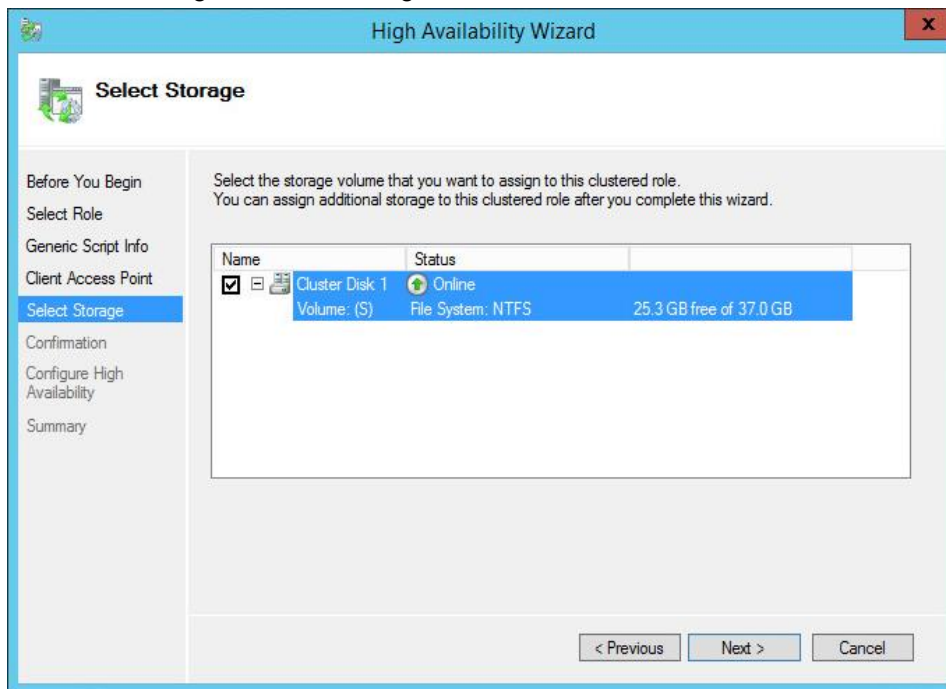 High Availability Wizard
x
Select Storage
Before You Begin
Select Role
Generic Script Info
Client Access Point
Select Storage
Confirmation
Configure High
Availability
Summary
Select the storage volume that you want to assign to this clustered role.
You can assign additional storage to this clustered role after you complete this wizard.
Name Status
Cluster Disk 1 Online
Volume: (S) File System: NTFS 25.3 GB free of 37.0 GB
< Previous Next > Cancel